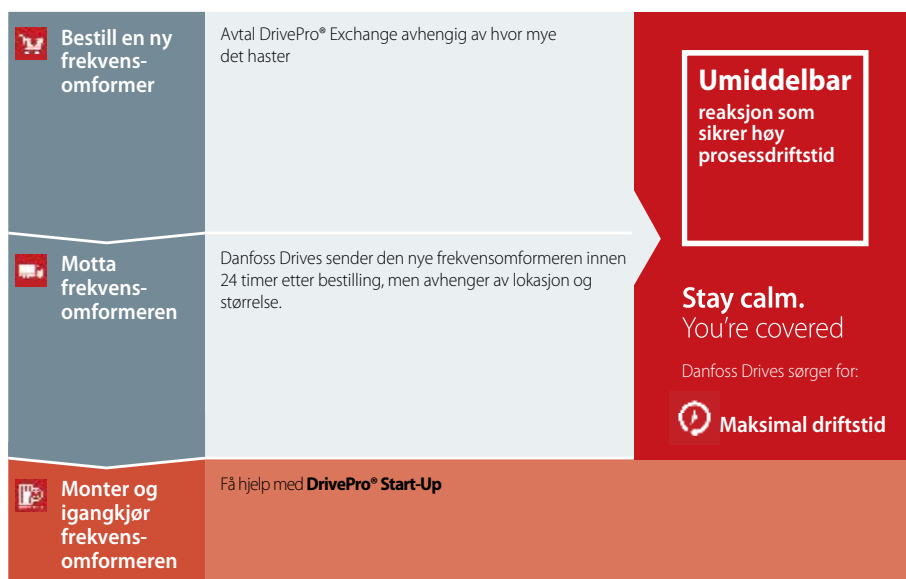 Bestill en ny
frekvens-
omformer
Avtal DrivePro® Exchange avhengig av hvor mye
det haster
Motta
frekvens-
omformeren
Danfoss Drives sender den nye frekvensomformeren innen
24 timer etter bestilling, men avhenger av lokasjon og
størrelse.
Monter og
igangkjør
frekvens-
omformeren
Få hjelp med DrivePro® Start-Up
Umiddelbar
reaksjon som
sikrer høy
prosessdriftstid
Stay calm.
You're covered
Danfoss Drives sørger for:
Maksimal driftstid